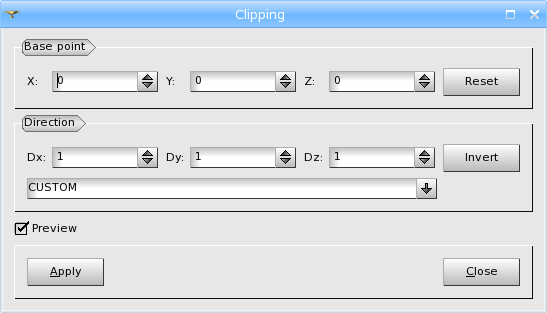 Clipping
Base point
X: 0 Y: 0 Z: 0 Reset
Direction
Dx: 1 Dy: 1 Dz: 1 Invert
CUSTOM
Preview
Apply Close